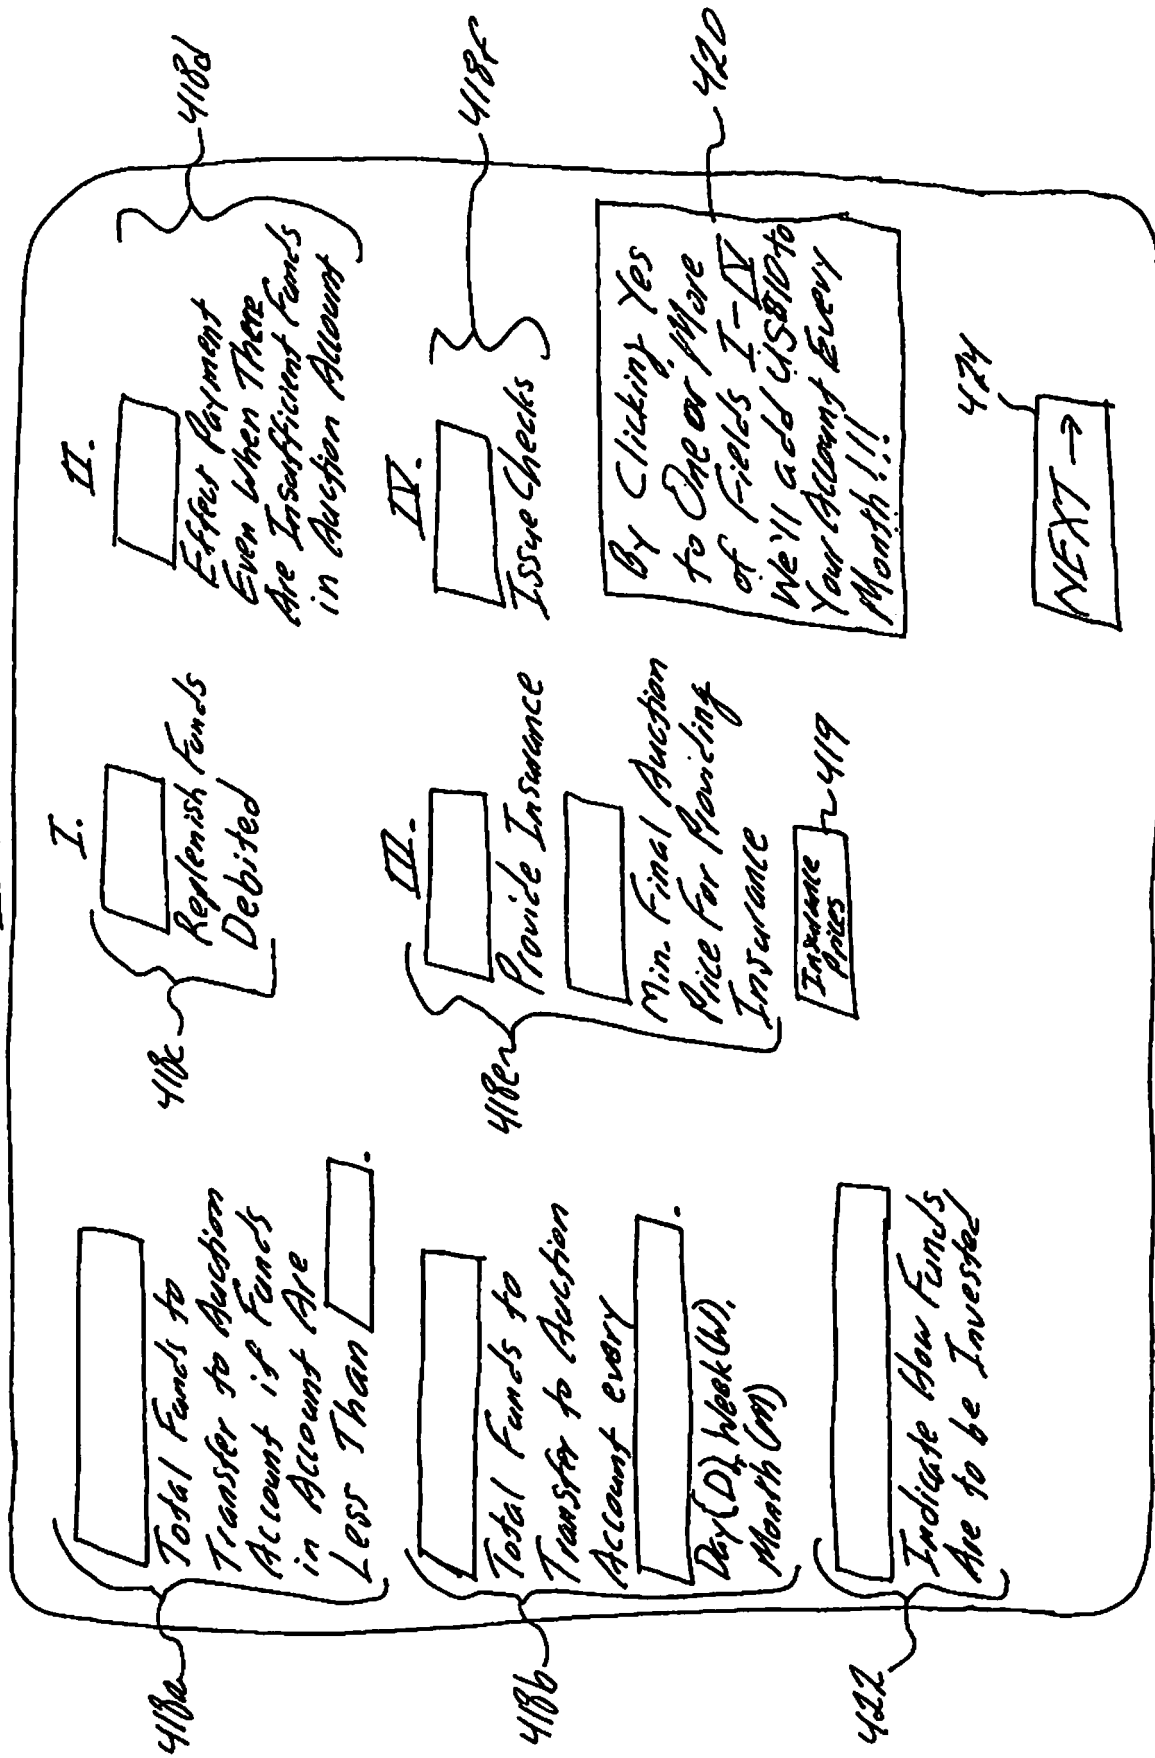 418a
Total Funds to
Transfer to Auction
Account if Funds
in Account Are
Less Than .
418b
Total Funds to
Transfer to Auction
Account every
.
Day (D), Week (W),
Month (M)
422
Indicate How Funds
Are to be Invested
I.
418c
Replenish Funds
Debited
III.
418e
Provide Insurance
Min. Final Auction
Price For Providing
Insurance
Insurance
Prices
419
II.
418d
Effect Payment
Even When There
Are Insufficient Funds
in Auction Account
IV.
418f
Issue Checks
420
By Clicking Yes
to One or More
of Fields I-IV
We'll add US$10 to
Your Account Every
Month!!!
424
NEXT →